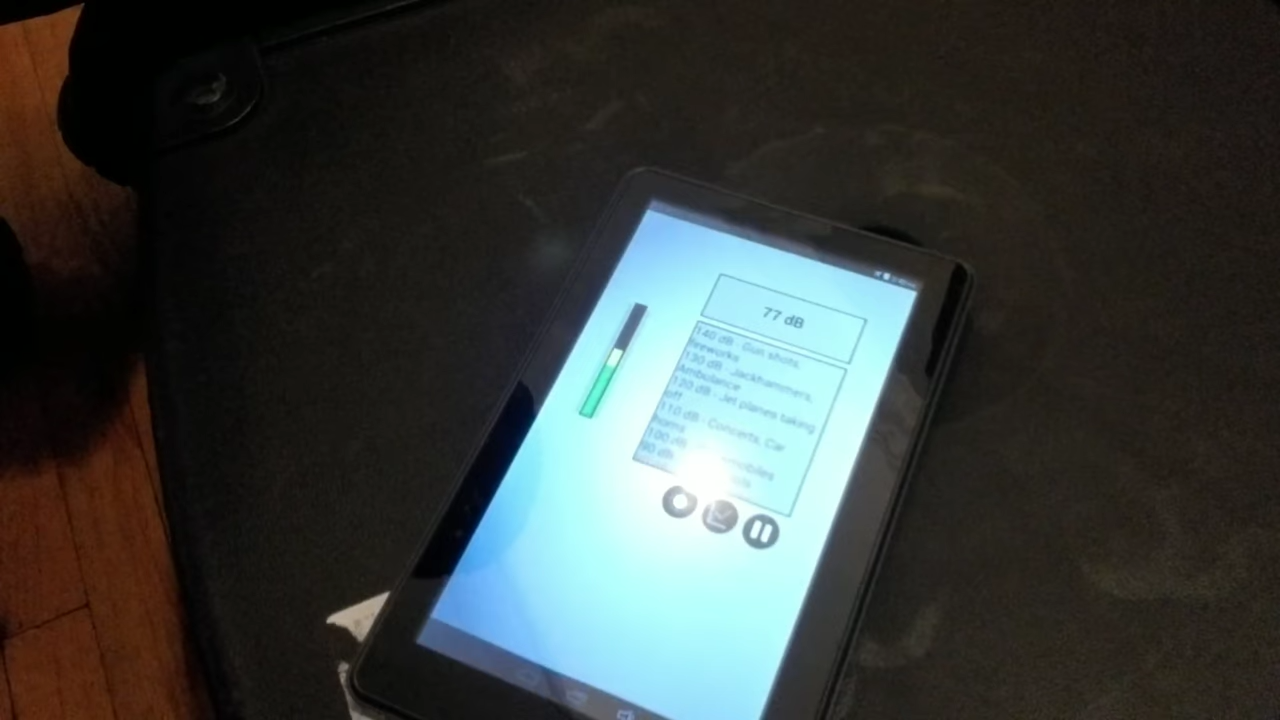 77 dB
140 dB - Gun shots,
fireworks
130 dB - Jackhammers,
Ambulance
120 dB - Jet planes taking
off
110 dB - Concerts, Car
horns
100 dB
90 dB